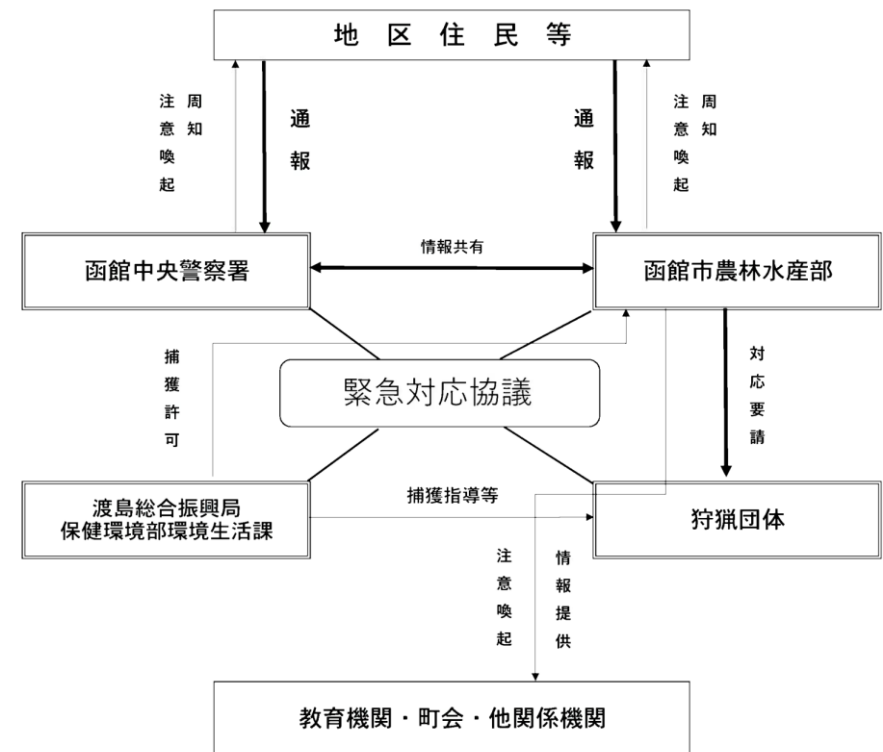 地区住民等
注意喚起
周知
通報
通報
注意喚起
周知
函館中央警察署
情報共有
函館市農林水産部
捕獲許可
緊急対応協議
対応要請
渡島総合振興局
保健環境部環境生活課
捕獲指導等
狩猟団体
注意喚起
情報提供
教育機関・町会・他関係機関